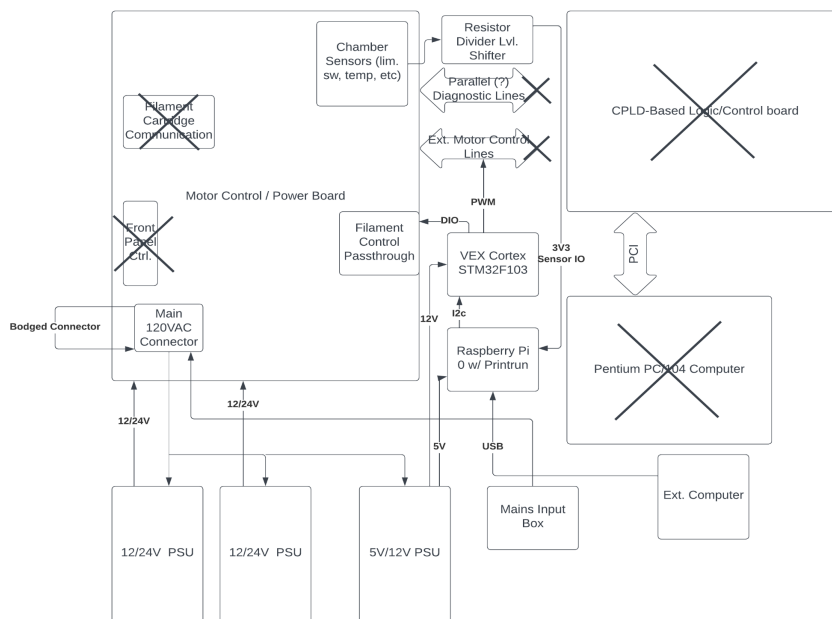 Chamber
Sensors (lim.
sw, temp, etc)
Resistor
Divider Lvl.
Shifter
Parallel (?)
Diagnostic Lines
Ext. Motor Control
Lines
CPLD-Based Logic/Control board
Filament
Cartridge
Communication
Motor Control / Power Board
Front
Panel
Ctrl.
PWM
DIO
Filament
Control
Passthrough
VEX Cortex
STM32F103
3V3
Sensor IO
PCI
Main
120VAC
Connector
Bodged Connector
12V
I2c
Raspberry Pi
0 w/ Printrun
Pentium PC/104 Computer
12/24V
12/24V
5V
USB
Mains Input
Box
Ext. Computer
12/24V PSU
12/24V PSU
5V/12V PSU